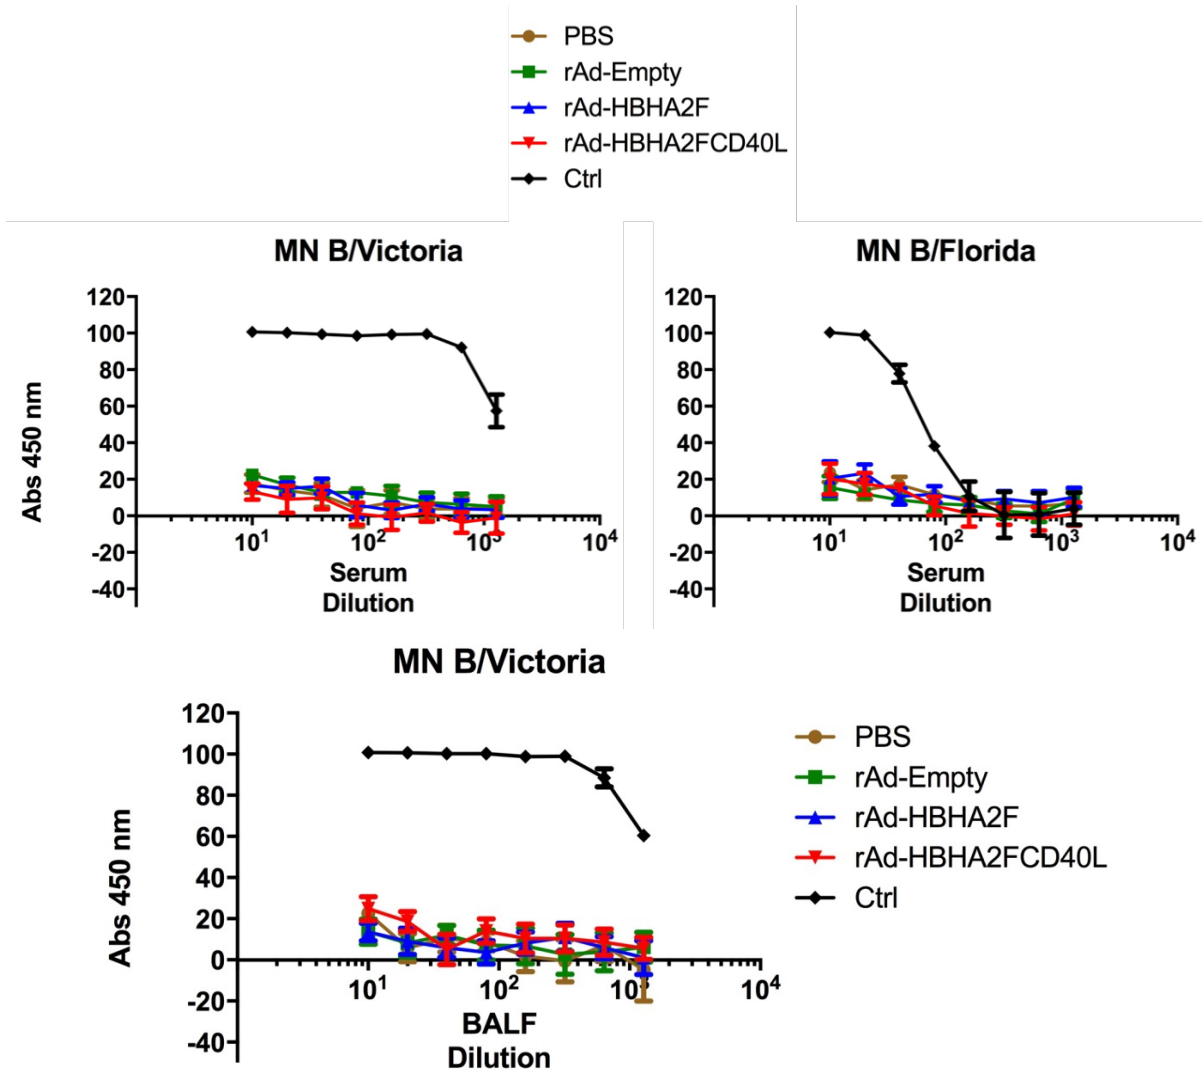 PBS
rAd-Empty
rAd-HBHA2F
rAd-HBHA2FCD40L
Ctrl
MN B/Victoria
120
100
80
60
40
20
0
-20
-40
Abs 450 nm
10¹
10²
10³
10⁴
Serum
Dilution
MN B/Florida
120
100
80
60
40
20
0
-20
-40
10¹
10²
10³
10⁴
Serum
Dilution
MN B/Victoria
120
100
80
60
40
20
0
-20
-40
Abs 450 nm
10¹
10²
10³
10⁴
BALF
Dilution
PBS
rAd-Empty
rAd-HBHA2F
rAd-HBHA2FCD40L
Ctrl